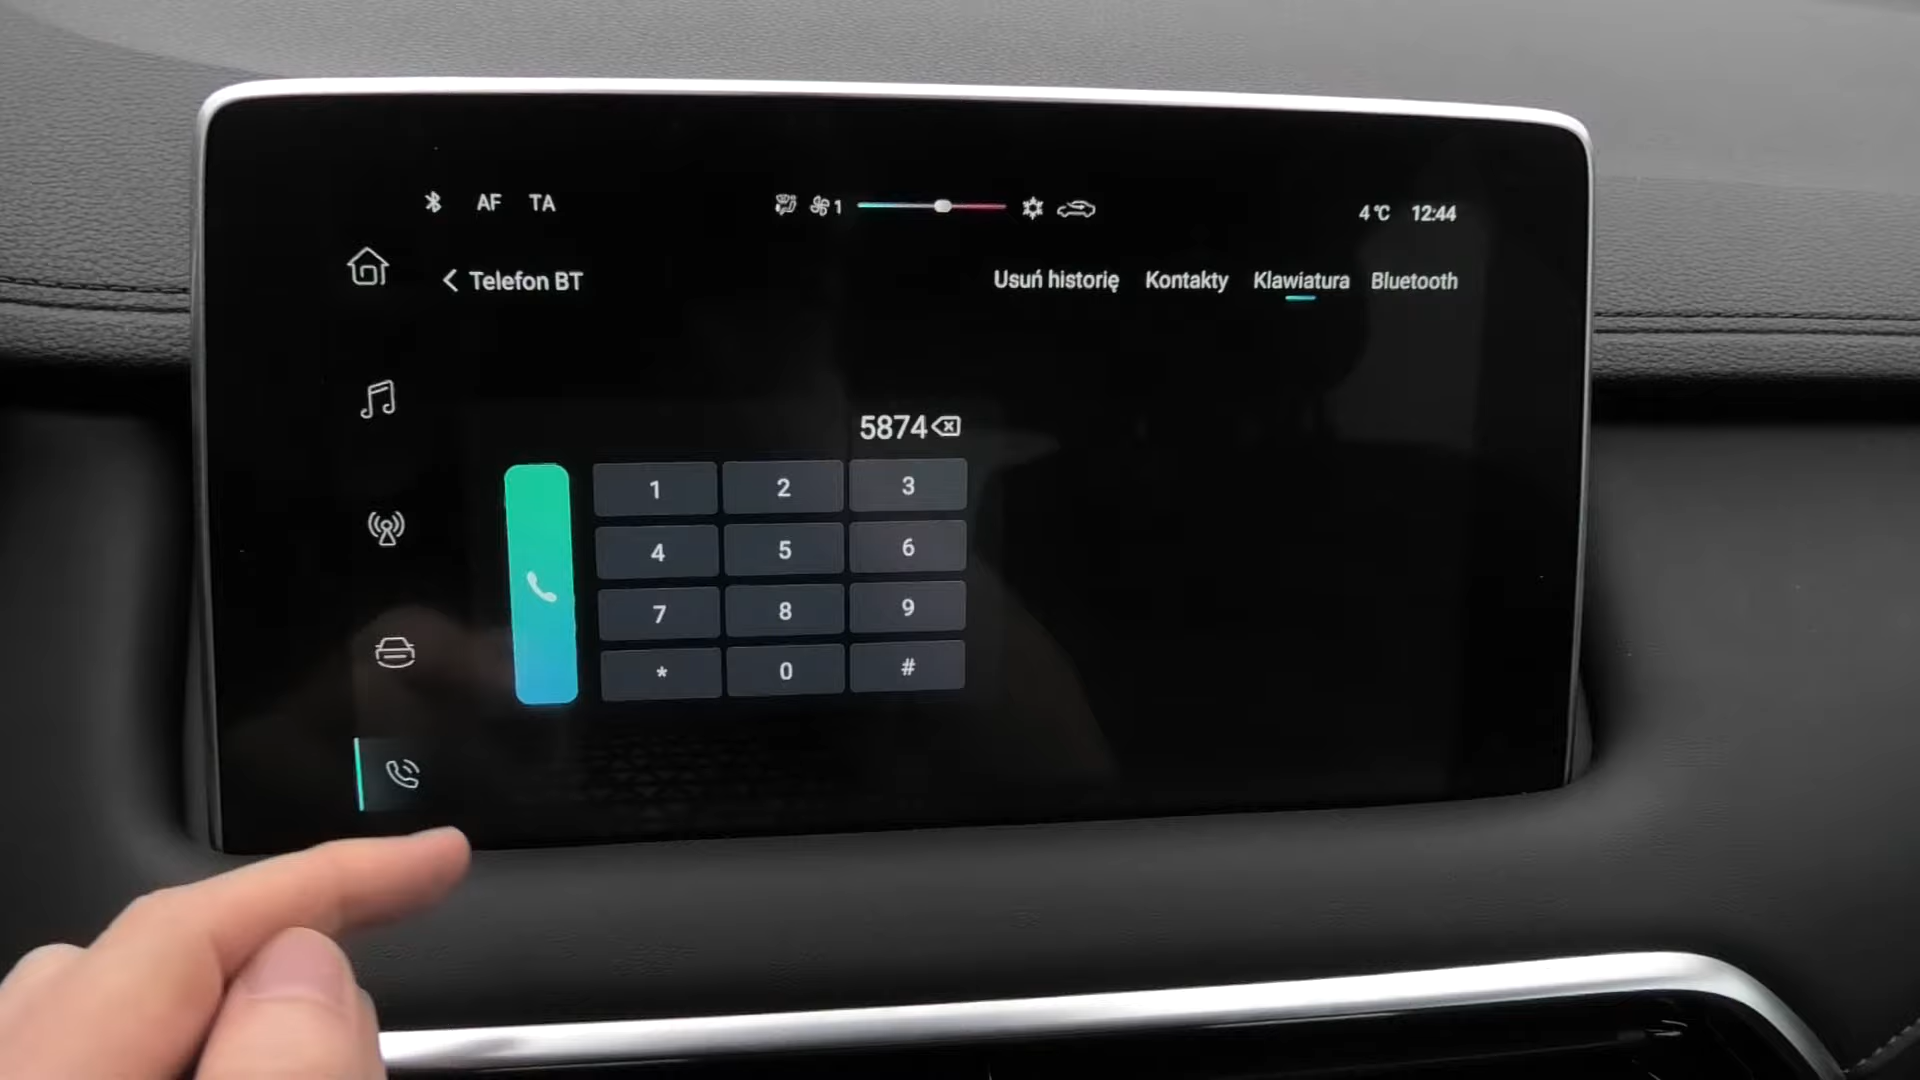 AF TA 1 4°C 12:44
Telefon BT Usuń historię Kontakty Klawiatura Bluetooth
5874
1 2 3
4 5 6
7 8 9
* 0 #